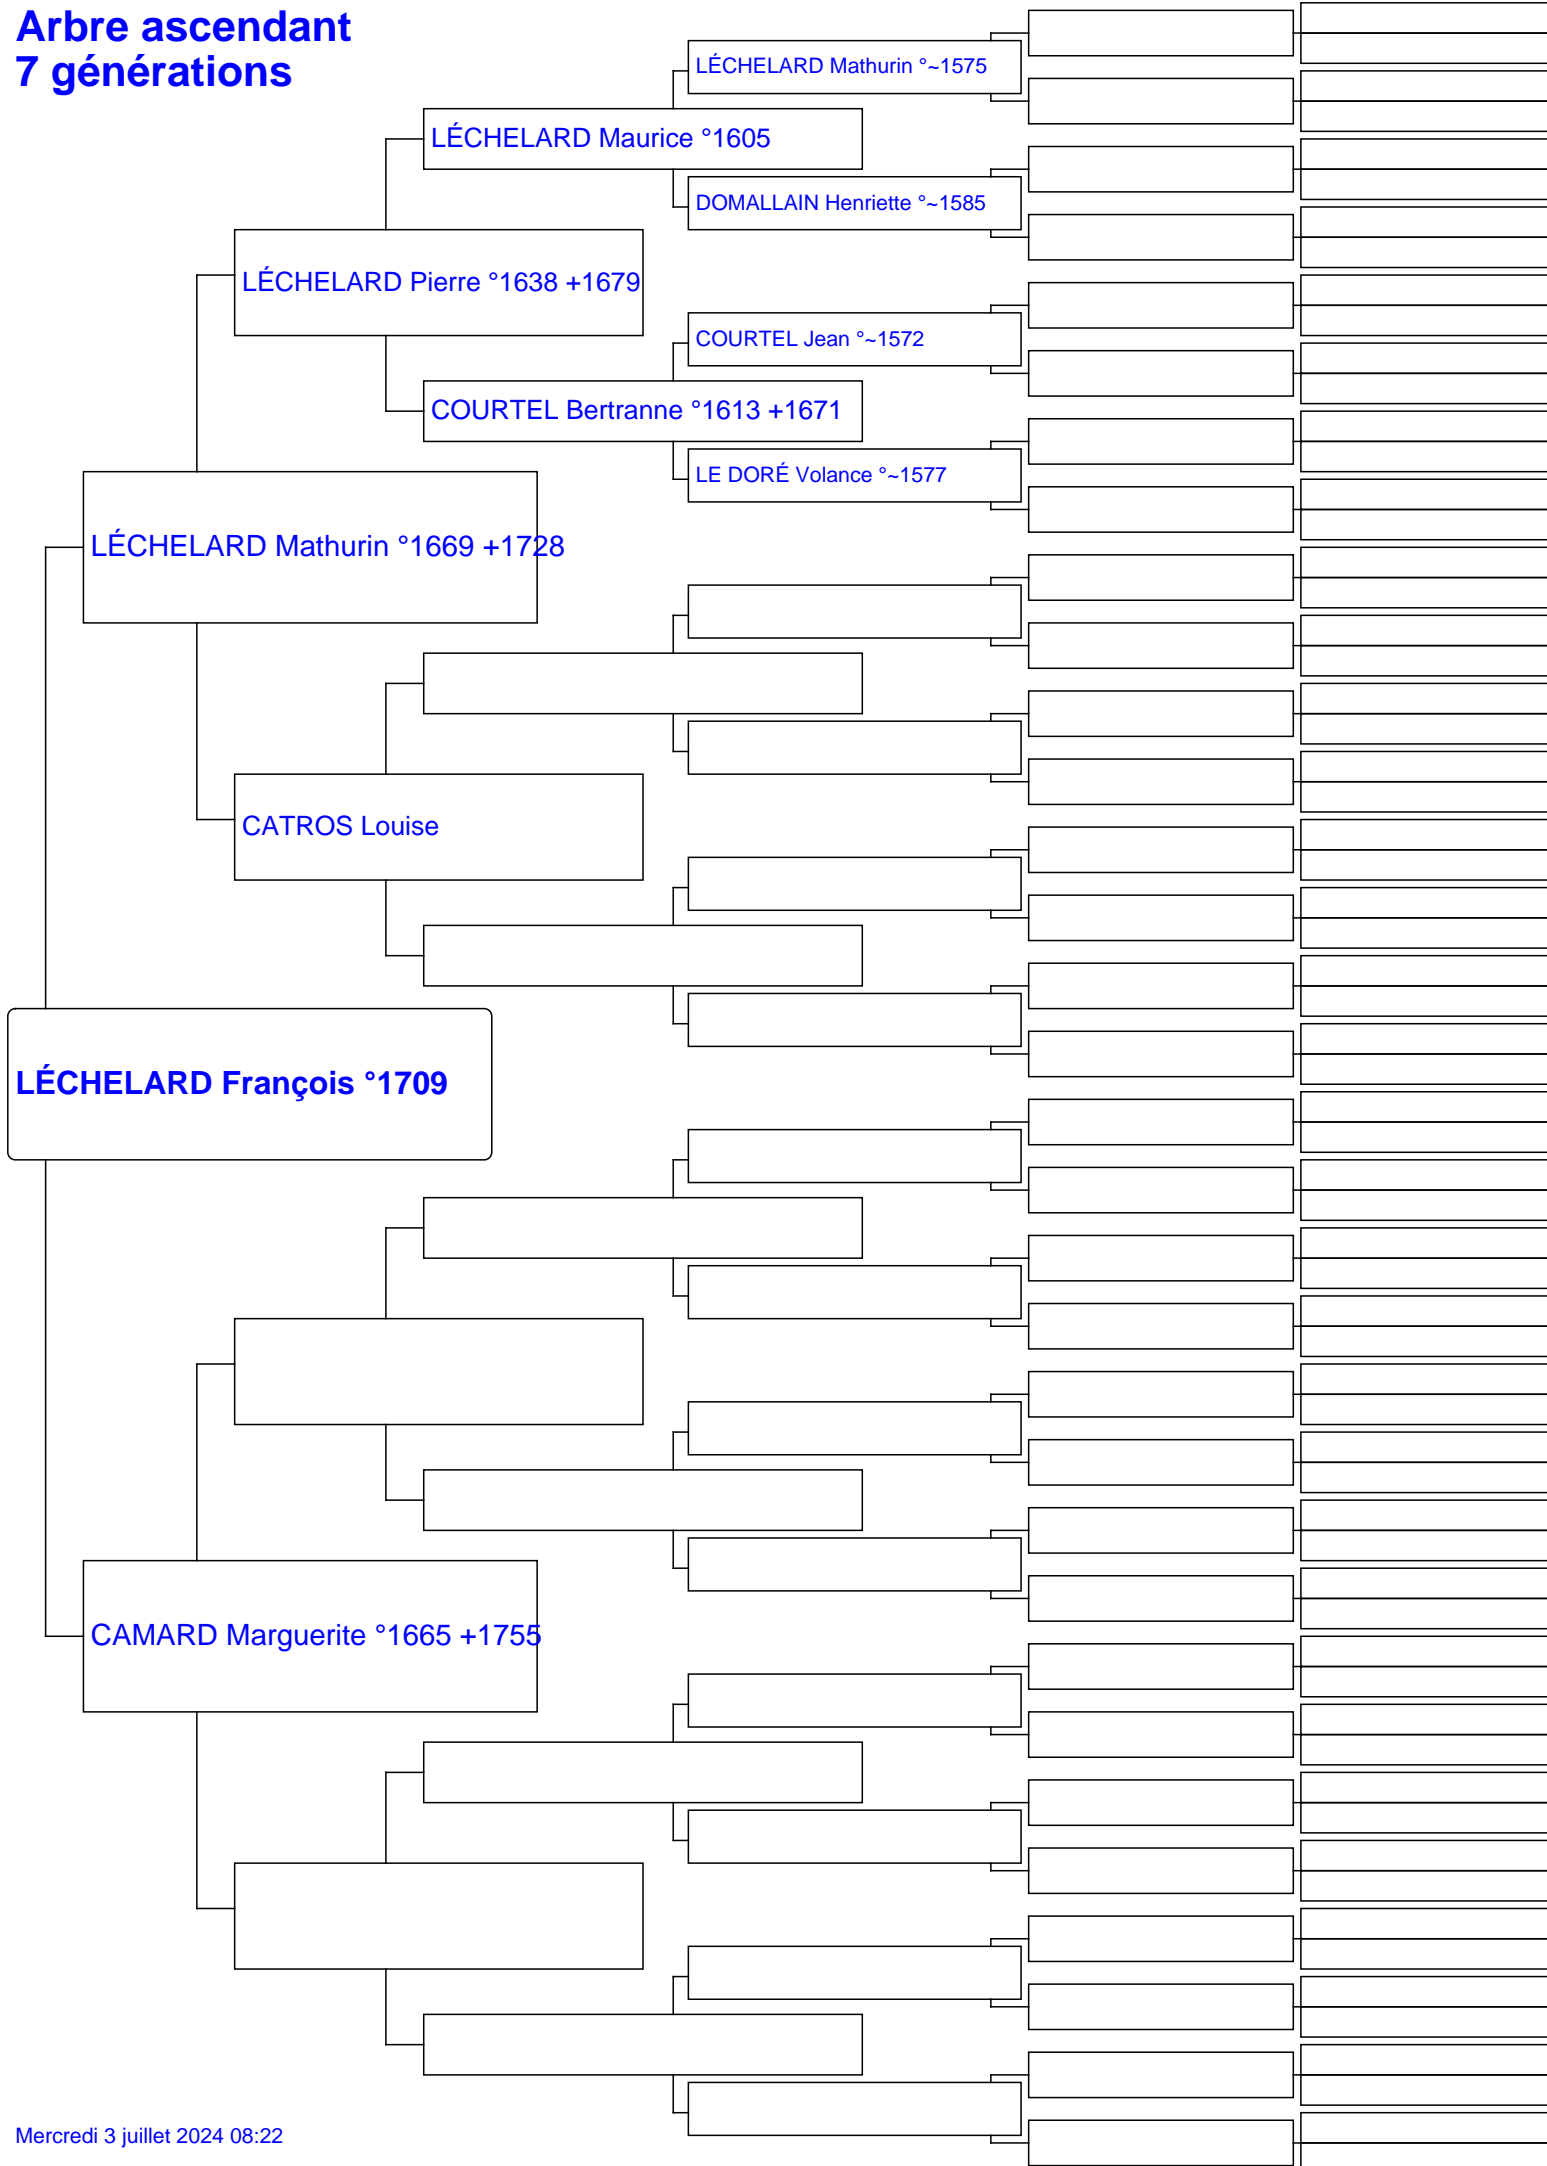 Arbre ascendant
7 générations
LÉCHELARD Mathurin °~1575
LÉCHELARD Maurice °1605
DOMALLAIN Henriette °~1585
LÉCHELARD Pierre °1638 +1679
COURTEL Jean °~1572
COURTEL Bertranne °1613 +1671
LE DORÉ Volance °~1577
LÉCHELARD Mathurin °1669 +1728
CATROS Louise
LÉCHELARD François °1709
CAMARD Marguerite °1665 +1755
Mercredi 3 juillet 2024 08:22